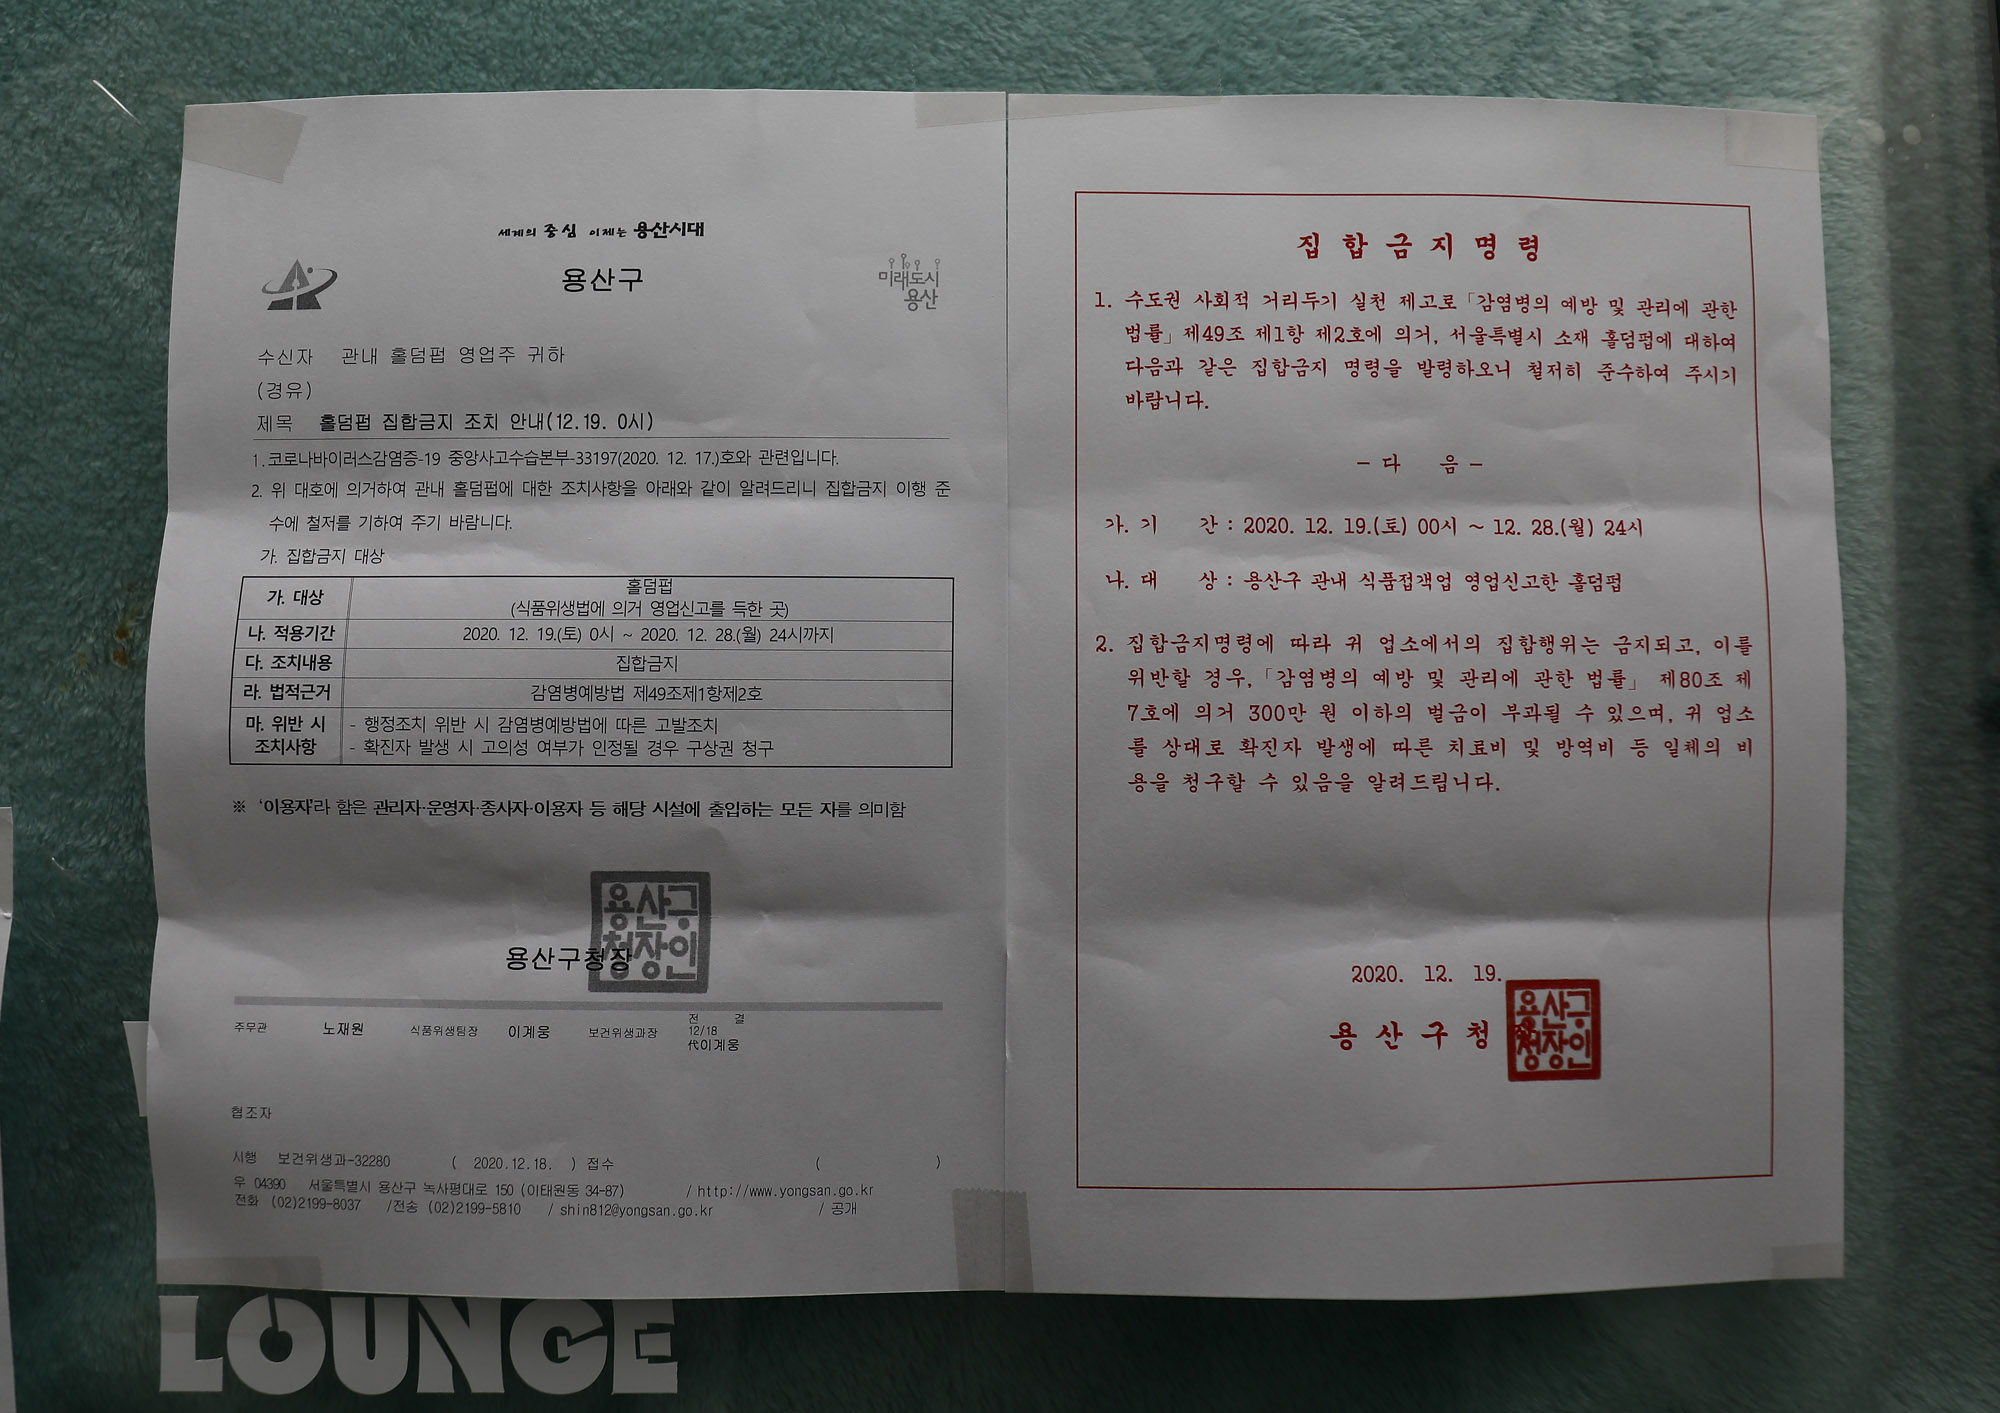 세계의 중심 이제는 용산시대
용산구
미래도시
용산
수신자 관내 홀덤펍 영업주 귀하
(경유)
제목 홀덤펍 집합금지 조치 안내(12.19. 0시)
1.코로나바이러스감염증-19 중앙사고수습본부-33197(2020. 12. 17.)호와 관련입니다.
2. 위 대호에 의거하여 관내 홀덤펍에 대한 조치사항을 아래와 같이 알려드리니 집합금지 이행 준
수에 철저를 기하여 주기 바랍니다.
가. 집합금지 대상
가. 대상 홀덤펍
(식품위생법에 의거 영업신고를 득한 곳)
나. 적용기간 2020. 12. 19.(토) 0시 ~ 2020. 12. 28.(월) 24시까지
다. 조치내용 집합금지
라. 법적근거 감염병예방법 제49조제1항제2호
마. 위반 시 - 행정조치 위반 시 감염병예방법에 따른 고발조치
조치사항 - 확진자 발생 시 고의성 여부가 인정될 경우 구상권 청구
※ '이용자'라 함은 관리자·운영자·종사자·이용자 등 해당 시설에 출입하는 모든 자를 의미함
용산구청장
용산구
청장인
주무관 노재원 식품위생팀장 이계웅 보건위생과장 전 결
12/18
代이계웅
협조자
시행 보건위생과-32280 ( 2020.12.18. ) 접수 ( )
우 04390 서울특별시 용산구 녹사평대로 150 (이태원동 34-87) / http://www.yongsan.go.kr
전화 (02)2199-8037 /전송 (02)2199-5810 / shin812@yongsan.go.kr / 공개
LOUNGE
집합금지명령
1. 수도권 사회적 거리두기 실천 제고로 「감염병의 예방 및 관리에 관한
법률」 제49조 제1항 제2호에 의거, 서울특별시 소재 홀덤펍에 대하여
다음과 같은 집합금지 명령을 발령하오니 철저히 준수하여 주시기
바랍니다.
- 다 음 -
가. 기 간 : 2020. 12. 19.(토) 00시 ~ 12. 28.(월) 24시
나. 대 상 : 용산구 관내 식품접객업 영업신고한 홀덤펍
2. 집합금지명령에 따라 귀 업소에서의 집합행위는 금지되고, 이를
위반할 경우, 「감염병의 예방 및 관리에 관한 법률」 제80조 제
7호에 의거 300만 원 이하의 벌금이 부과될 수 있으며, 귀 업소
를 상대로 확진자 발생에 따른 치료비 및 방역비 등 일체의 비
용을 청구할 수 있음을 알려드립니다.
2020. 12. 19.
용산구청장
용산구
청장인